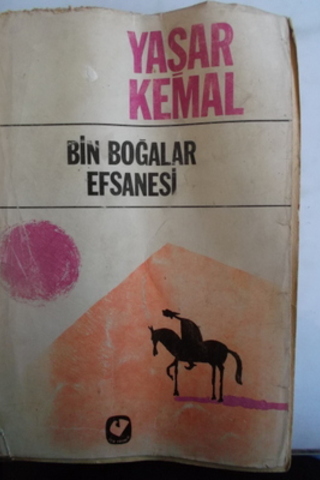 YAŞAR
KEMAL
BİN BOĞALAR
EFSANESİ